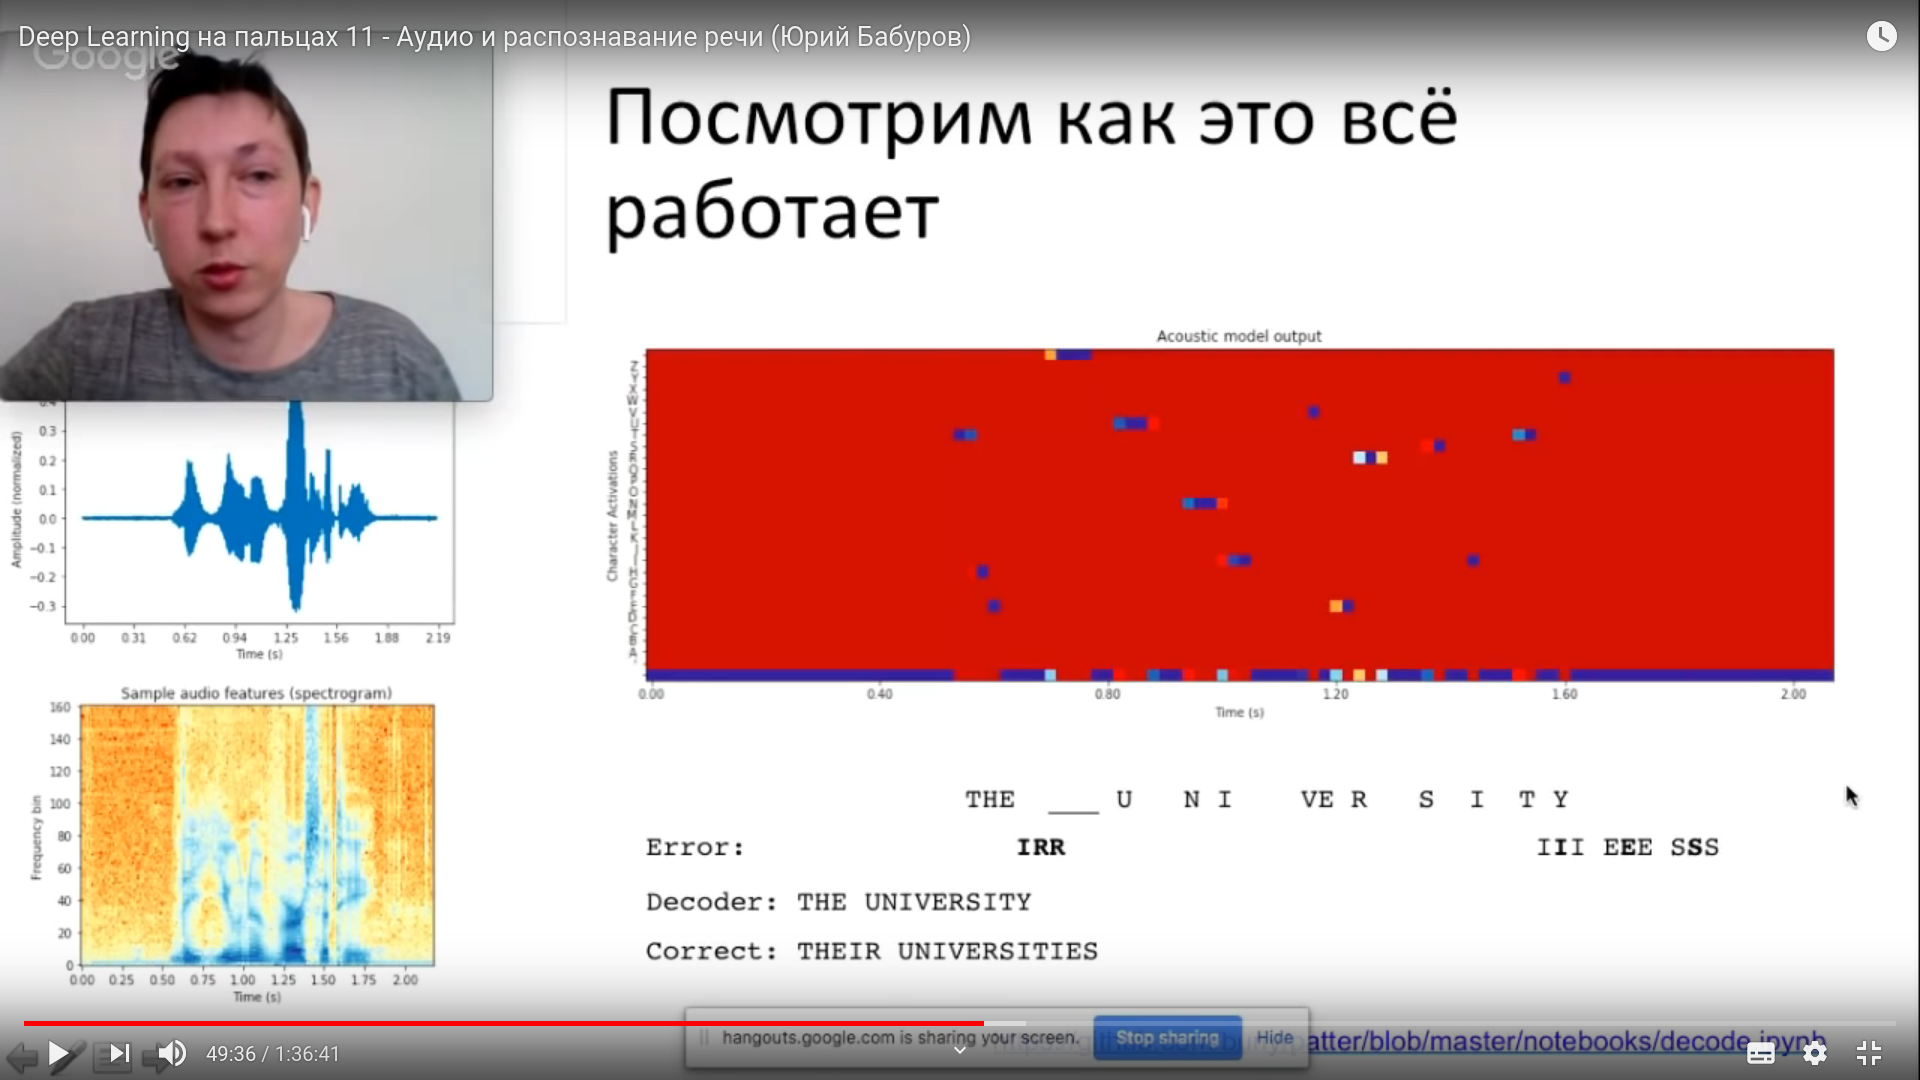 Deep Learning на пальцах 11 - Аудио и распознавание речи (Юрий Бабуров)
Google
Посмотрим как это всё
работает
Acoustic model output
Character Activations
Z
Y
X
W
V
U
T
S
R
Q
P
O
N
M
L
K
J
I
H
G
F
E
D
C
B
A
0.00 0.40 0.80 1.20 1.60 2.00
Time (s)
Amplitude (normalized)
0.4
0.3
0.2
0.1
0.0
−0.1
−0.2
−0.3
0.00 0.31 0.62 0.94 1.25 1.56 1.88 2.19
Time (s)
Sample audio features (spectrogram)
Frequency bin
160
140
120
100
80
60
40
20
0
0.00 0.25 0.50 0.75 1.00 1.25 1.50 1.75 2.00
Time (s)
THE ___ U N I VE R S I T Y
Error: IRR III EEE SSS
Decoder: THE UNIVERSITY
Correct: THEIR UNIVERSITIES
hangouts.google.com is sharing your screen. Stop sharing Hide
patter/blob/master/notebooks/decode.ipynb
49:36 / 1:36:41